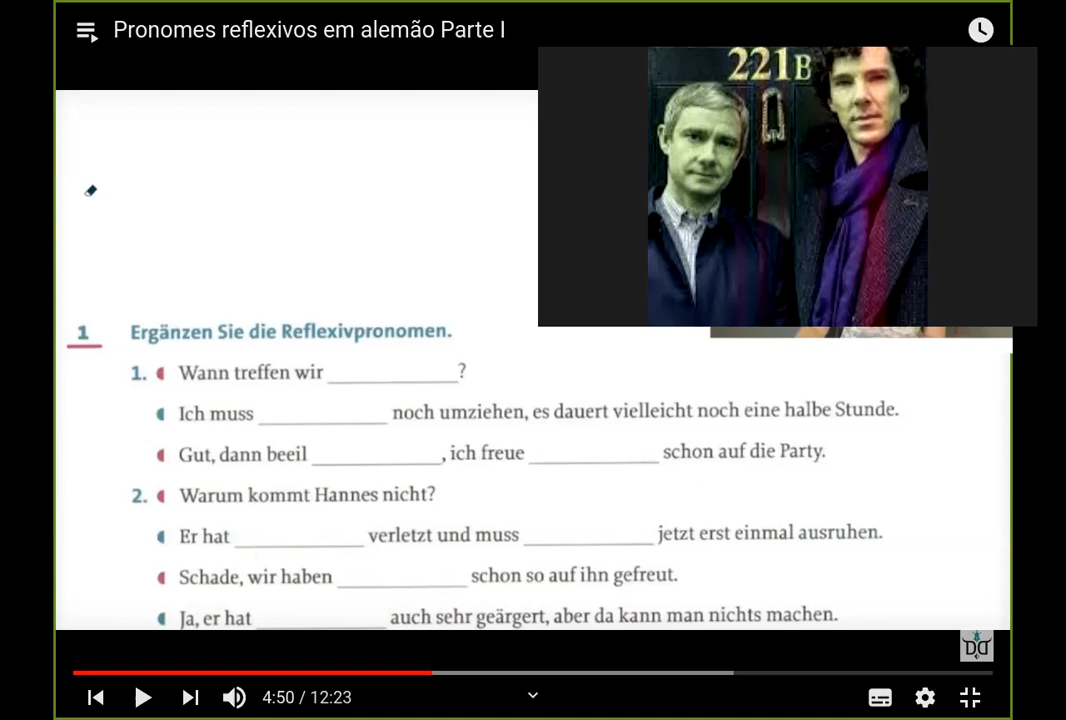 Pronomes reflexivos em alemão Parte I
221B
1 Ergänzen Sie die Reflexivpronomen.
1. Wann treffen wir ____________?
Ich muss ____________ noch umziehen, es dauert vielleicht noch eine halbe Stunde.
Gut, dann beeil ____________, ich freue ____________ schon auf die Party.
2. Warum kommt Hannes nicht?
Er hat ____________ verletzt und muss ____________ jetzt erst einmal ausruhen.
Schade, wir haben ____________ schon so auf ihn gefreut.
Ja, er hat ____________ auch sehr geärgert, aber da kann man nichts machen.
4:50 / 12:23